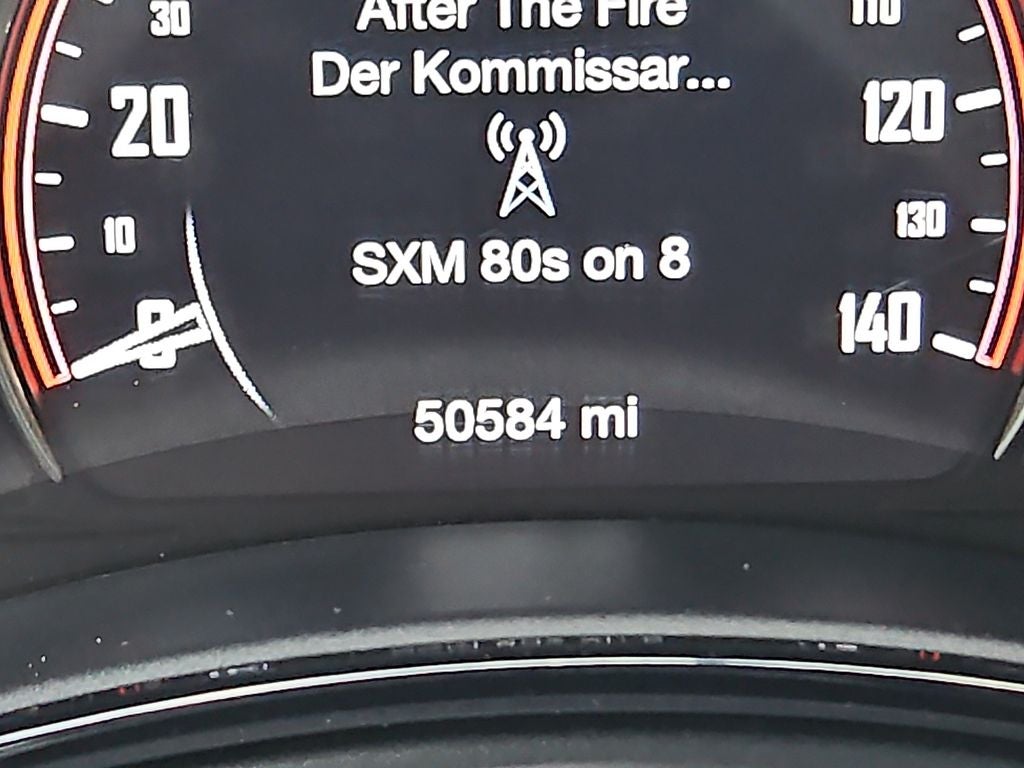 After The Fire
Der Kommissar...
SXM 80s on 8
50584 mi
30
20
10
0
110
120
130
140